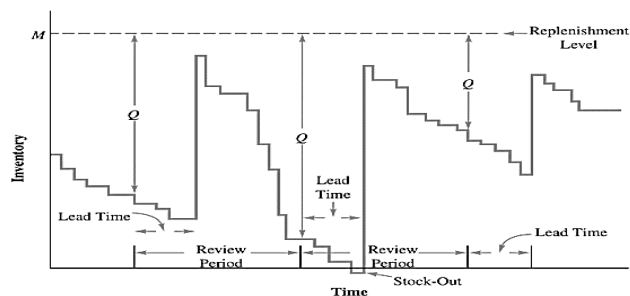 M
Replenishment
Level
Q
Q
Q
Inventory
Lead
Time
Lead Time
Lead Time
Review
Period
Review
Period
Stock-Out
Time